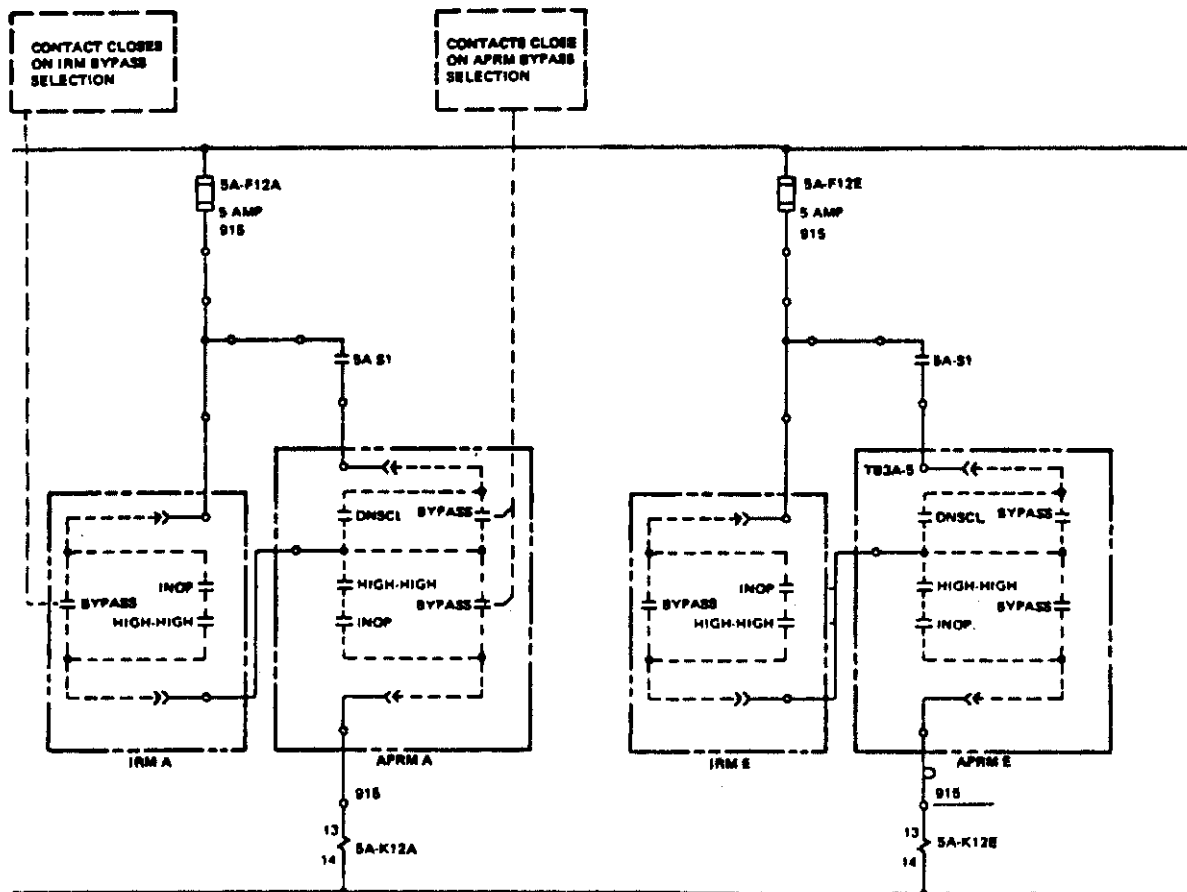 CONTACT CLOSES
ON IRM BYPASS
SELECTION
CONTACTS CLOSE
ON APRM BYPASS
SELECTION
5A-F12A
5 AMP
915
5A-F12E
5 AMP
915
5A-S1
5A-S1
TB3A-5
DNSCL
BYPASS
DNSCL
BYPASS
INOP
BYPASS
HIGH-HIGH
HIGH-HIGH
BYPASS
INOP
INOP
BYPASS
HIGH-HIGH
HIGH-HIGH
BYPASS
INOP.
IRM A
APRM A
IRM E
APRM E
915
13
5A-K12A
14
915
13
5A-K12E
14